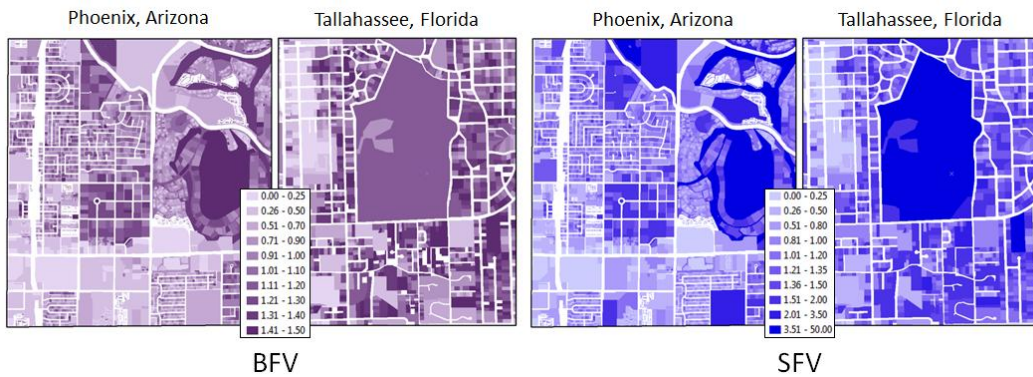 Phoenix, Arizona
Tallahassee, Florida
Phoenix, Arizona
Tallahassee, Florida
0.00 - 0.25
0.26 - 0.50
0.51 - 0.70
0.71 - 0.90
0.91 - 1.00
1.01 - 1.10
1.11 - 1.20
1.21 - 1.30
1.31 - 1.40
1.41 - 1.50
0.00 - 0.25
0.26 - 0.50
0.51 - 0.80
0.81 - 1.00
1.01 - 1.20
1.21 - 1.35
1.36 - 1.50
1.51 - 2.00
2.01 - 3.50
3.51 - 50.00
BFV
SFV